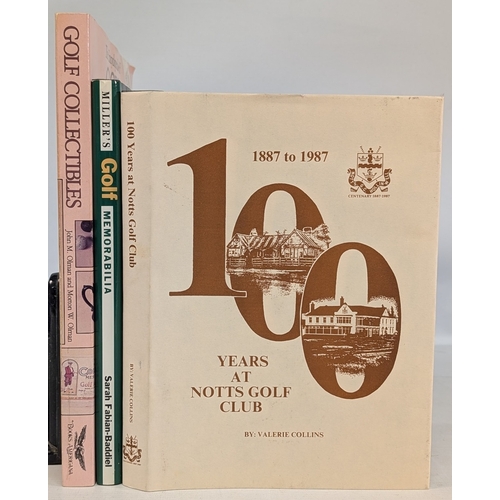 GOLF COLLECTIBLES
John M. Olman and Morton W. Olman
MILLER'S
Golf
MEMORABILIA
Sarah Fabian-Baddiel
100 Years at Notts Golf Club
BY: VALERIE COLLINS
1887 to 1987
CENTENARY 1887-1987
100
YEARS
AT
NOTTS GOLF
CLUB
BY: VALERIE COLLINS